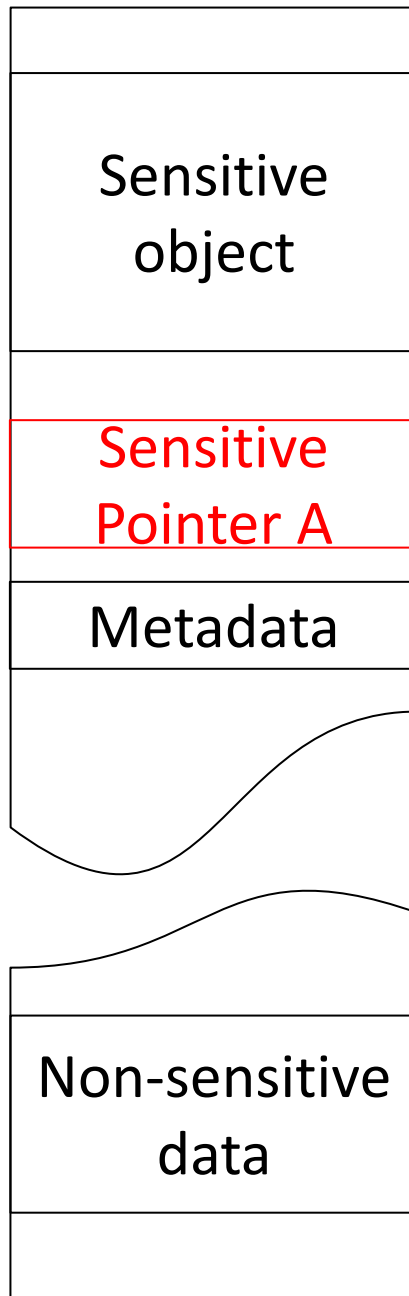 Sensitive
object
Sensitive
Pointer A
Metadata
Non-sensitive
data